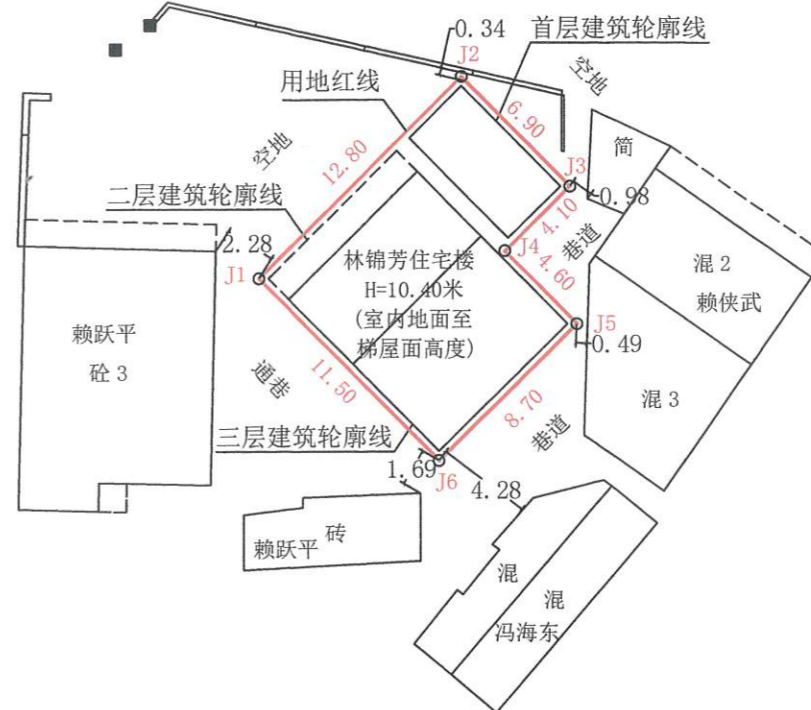 0.34
首层建筑轮廓线
J2
空地
用地红线
6.90
简
空地
12.80
J3
0.98
二层建筑轮廓线
4.10
巷道
混2
赖侠武
2.28
J1
J4
4.60
林锦芳住宅楼
H=10.40米
(室内地面至
梯屋面高度)
J5
0.49
赖跃平
砼3
通巷
11.50
8.70
混3
巷道
三层建筑轮廓线
1.69
J6
4.28
赖跃平
砖
混
混
冯海东